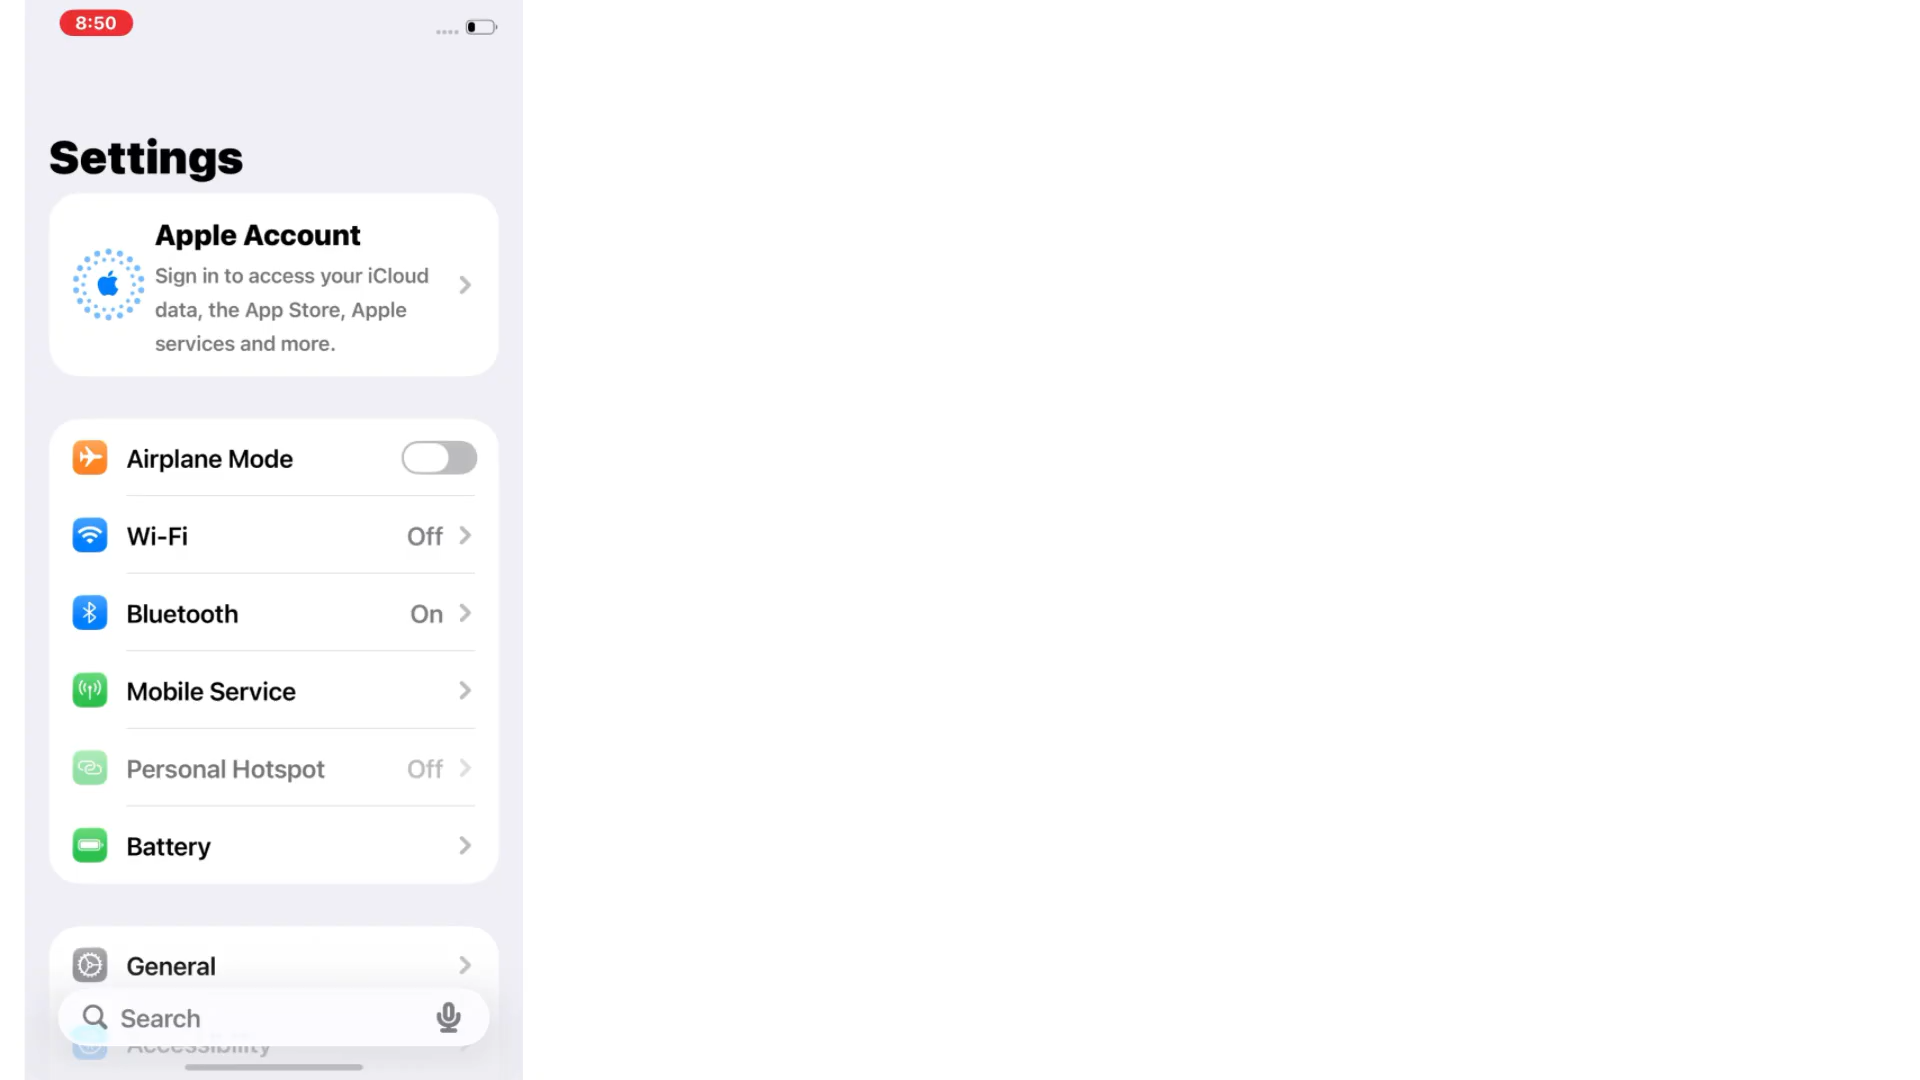 8:50
Settings
Apple Account
Sign in to access your iCloud
data, the App Store, Apple
services and more.
Airplane Mode
Wi-Fi Off
Bluetooth On
Mobile Service
Personal Hotspot Off
Battery
General
Search
Accessibility